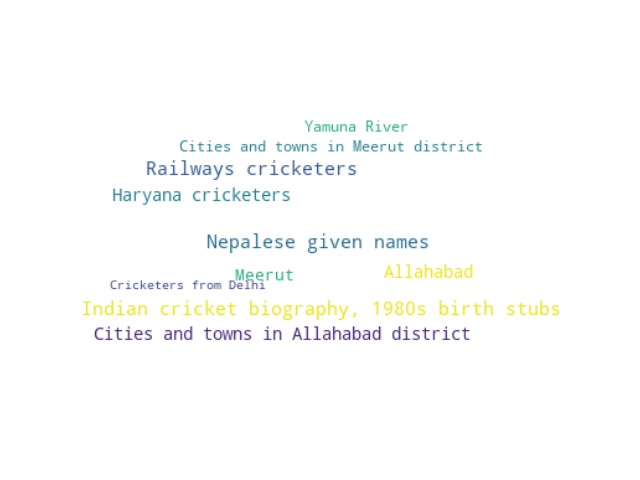 Yamuna River
Cities and towns in Meerut district
Railways cricketers
Haryana cricketers
Nepalese given names
Allahabad
Meerut
Cricketers from Delhi
Indian cricket biography, 1980s birth stubs
Cities and towns in Allahabad district